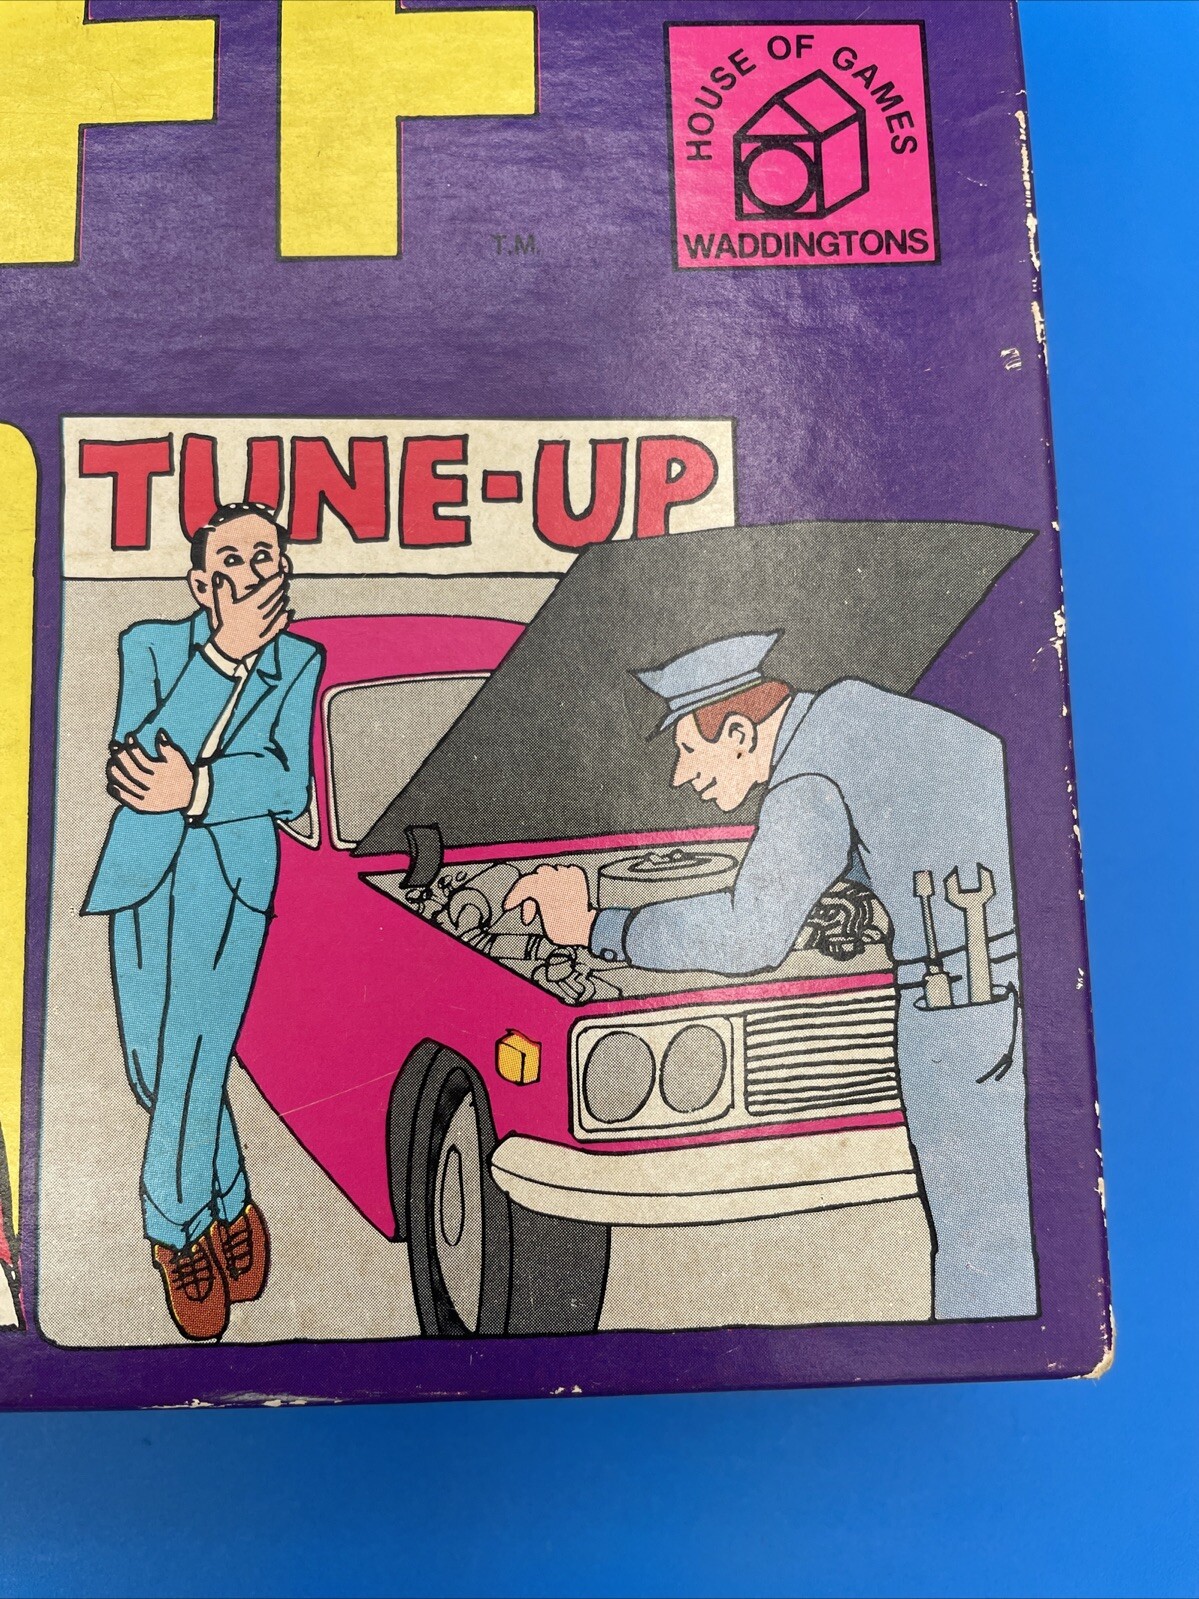 FF
T.M.
HOUSE OF GAMES
WADDINGTONS
TUNE-UP